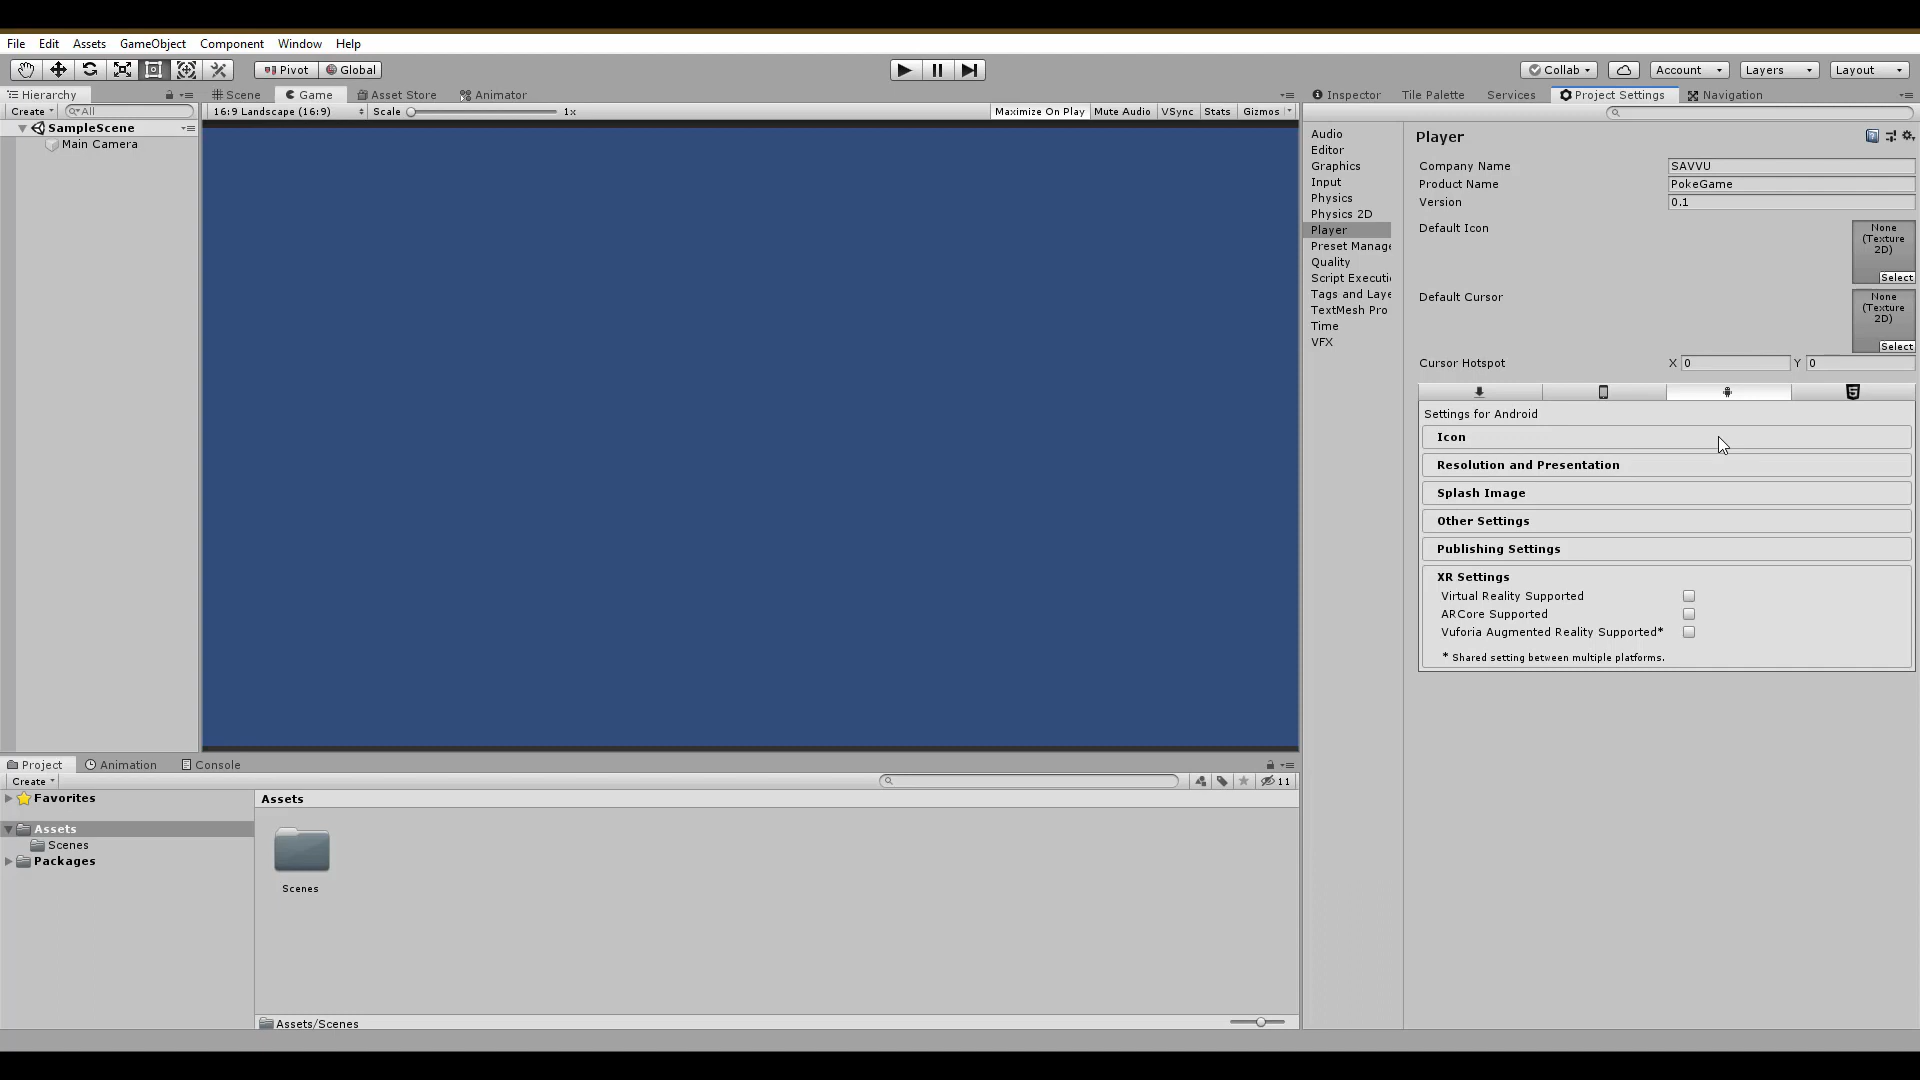 File Edit Assets GameObject Component Window Help
Pivot Global Collab Account Layers Layout
Hierarchy Scene Game Asset Store Animator Inspector Tile Palette Services Project Settings Navigation
Create All 16:9 Landscape (16:9) Scale 1x Maximize On Play Mute Audio VSync Stats Gizmos
SampleScene
Main Camera
Audio
Editor
Graphics
Input
Physics
Physics 2D
Player
Preset Manage
Quality
Script Executi
Tags and Laye
TextMesh Pro
Time
VFX
Player
Company Name SAVVU
Product Name PokeGame
Version 0.1
Default Icon
None
(Texture
2D)
Select
Default Cursor
None
(Texture
2D)
Select
Cursor Hotspot X 0 Y 0
Settings for Android
Icon
Resolution and Presentation
Splash Image
Other Settings
Publishing Settings
XR Settings
Virtual Reality Supported
ARCore Supported
Vuforia Augmented Reality Supported*
* Shared setting between multiple platforms.
Project Animation Console
Create 11
Favorites
Assets
Scenes
Packages
Assets
Scenes
Assets/Scenes